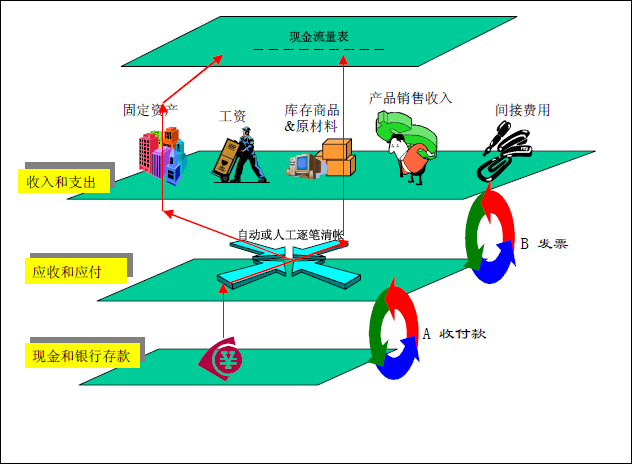 现金流量表
固定资产
工资
库存商品
&原材料
产品销售收入
间接费用
收入和支出
自动或人工逐笔清帐
B 发票
应收和应付
A 收付款
现金和银行存款
¥